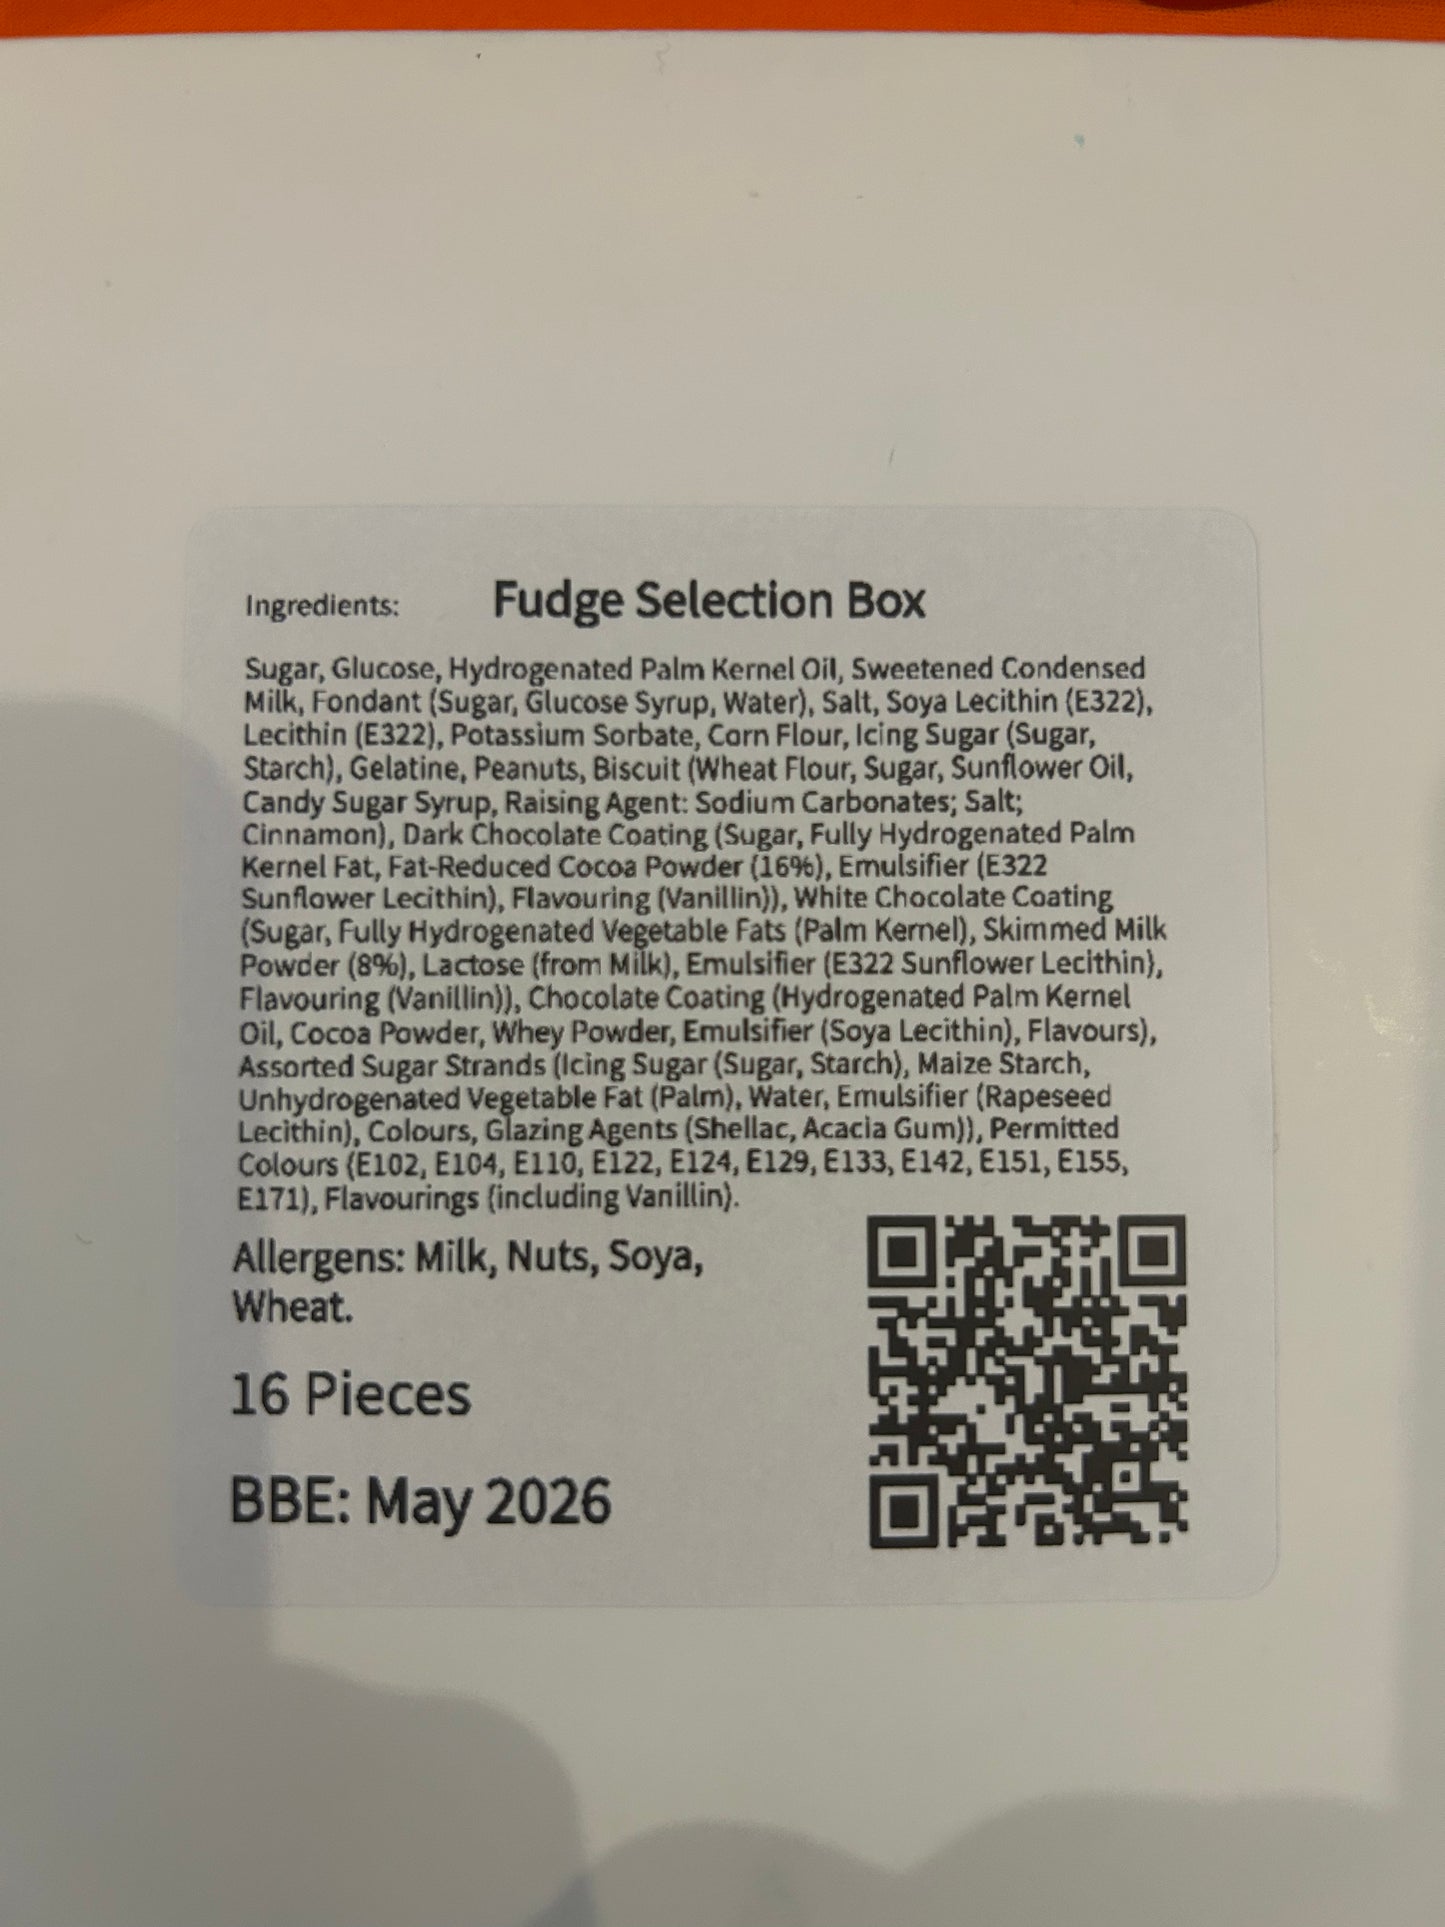 Ingredients: Fudge Selection Box
Sugar, Glucose, Hydrogenated Palm Kernel Oil, Sweetened Condensed
Milk, Fondant (Sugar, Glucose Syrup, Water), Salt, Soya Lecithin (E322),
Lecithin (E322), Potassium Sorbate, Corn Flour, Icing Sugar (Sugar,
Starch), Gelatine, Peanuts, Biscuit (Wheat Flour, Sugar, Sunflower Oil,
Candy Sugar Syrup, Raising Agent: Sodium Carbonates; Salt;
Cinnamon), Dark Chocolate Coating (Sugar, Fully Hydrogenated Palm
Kernel Fat, Fat-Reduced Cocoa Powder (16%), Emulsifier (E322
Sunflower Lecithin), Flavouring (Vanillin)), White Chocolate Coating
(Sugar, Fully Hydrogenated Vegetable Fats (Palm Kernel), Skimmed Milk
Powder (8%), Lactose (from Milk), Emulsifier (E322 Sunflower Lecithin),
Flavouring (Vanillin)), Chocolate Coating (Hydrogenated Palm Kernel
Oil, Cocoa Powder, Whey Powder, Emulsifier (Soya Lecithin), Flavours),
Assorted Sugar Strands (Icing Sugar (Sugar, Starch), Maize Starch,
Unhydrogenated Vegetable Fat (Palm), Water, Emulsifier (Rapeseed
Lecithin), Colours, Glazing Agents (Shellac, Acacia Gum)), Permitted
Colours (E102, E104, E110, E122, E124, E129, E133, E142, E151, E155,
E171), Flavourings (including Vanillin).
Allergens: Milk, Nuts, Soya,
Wheat.
16 Pieces
BBE: May 2026